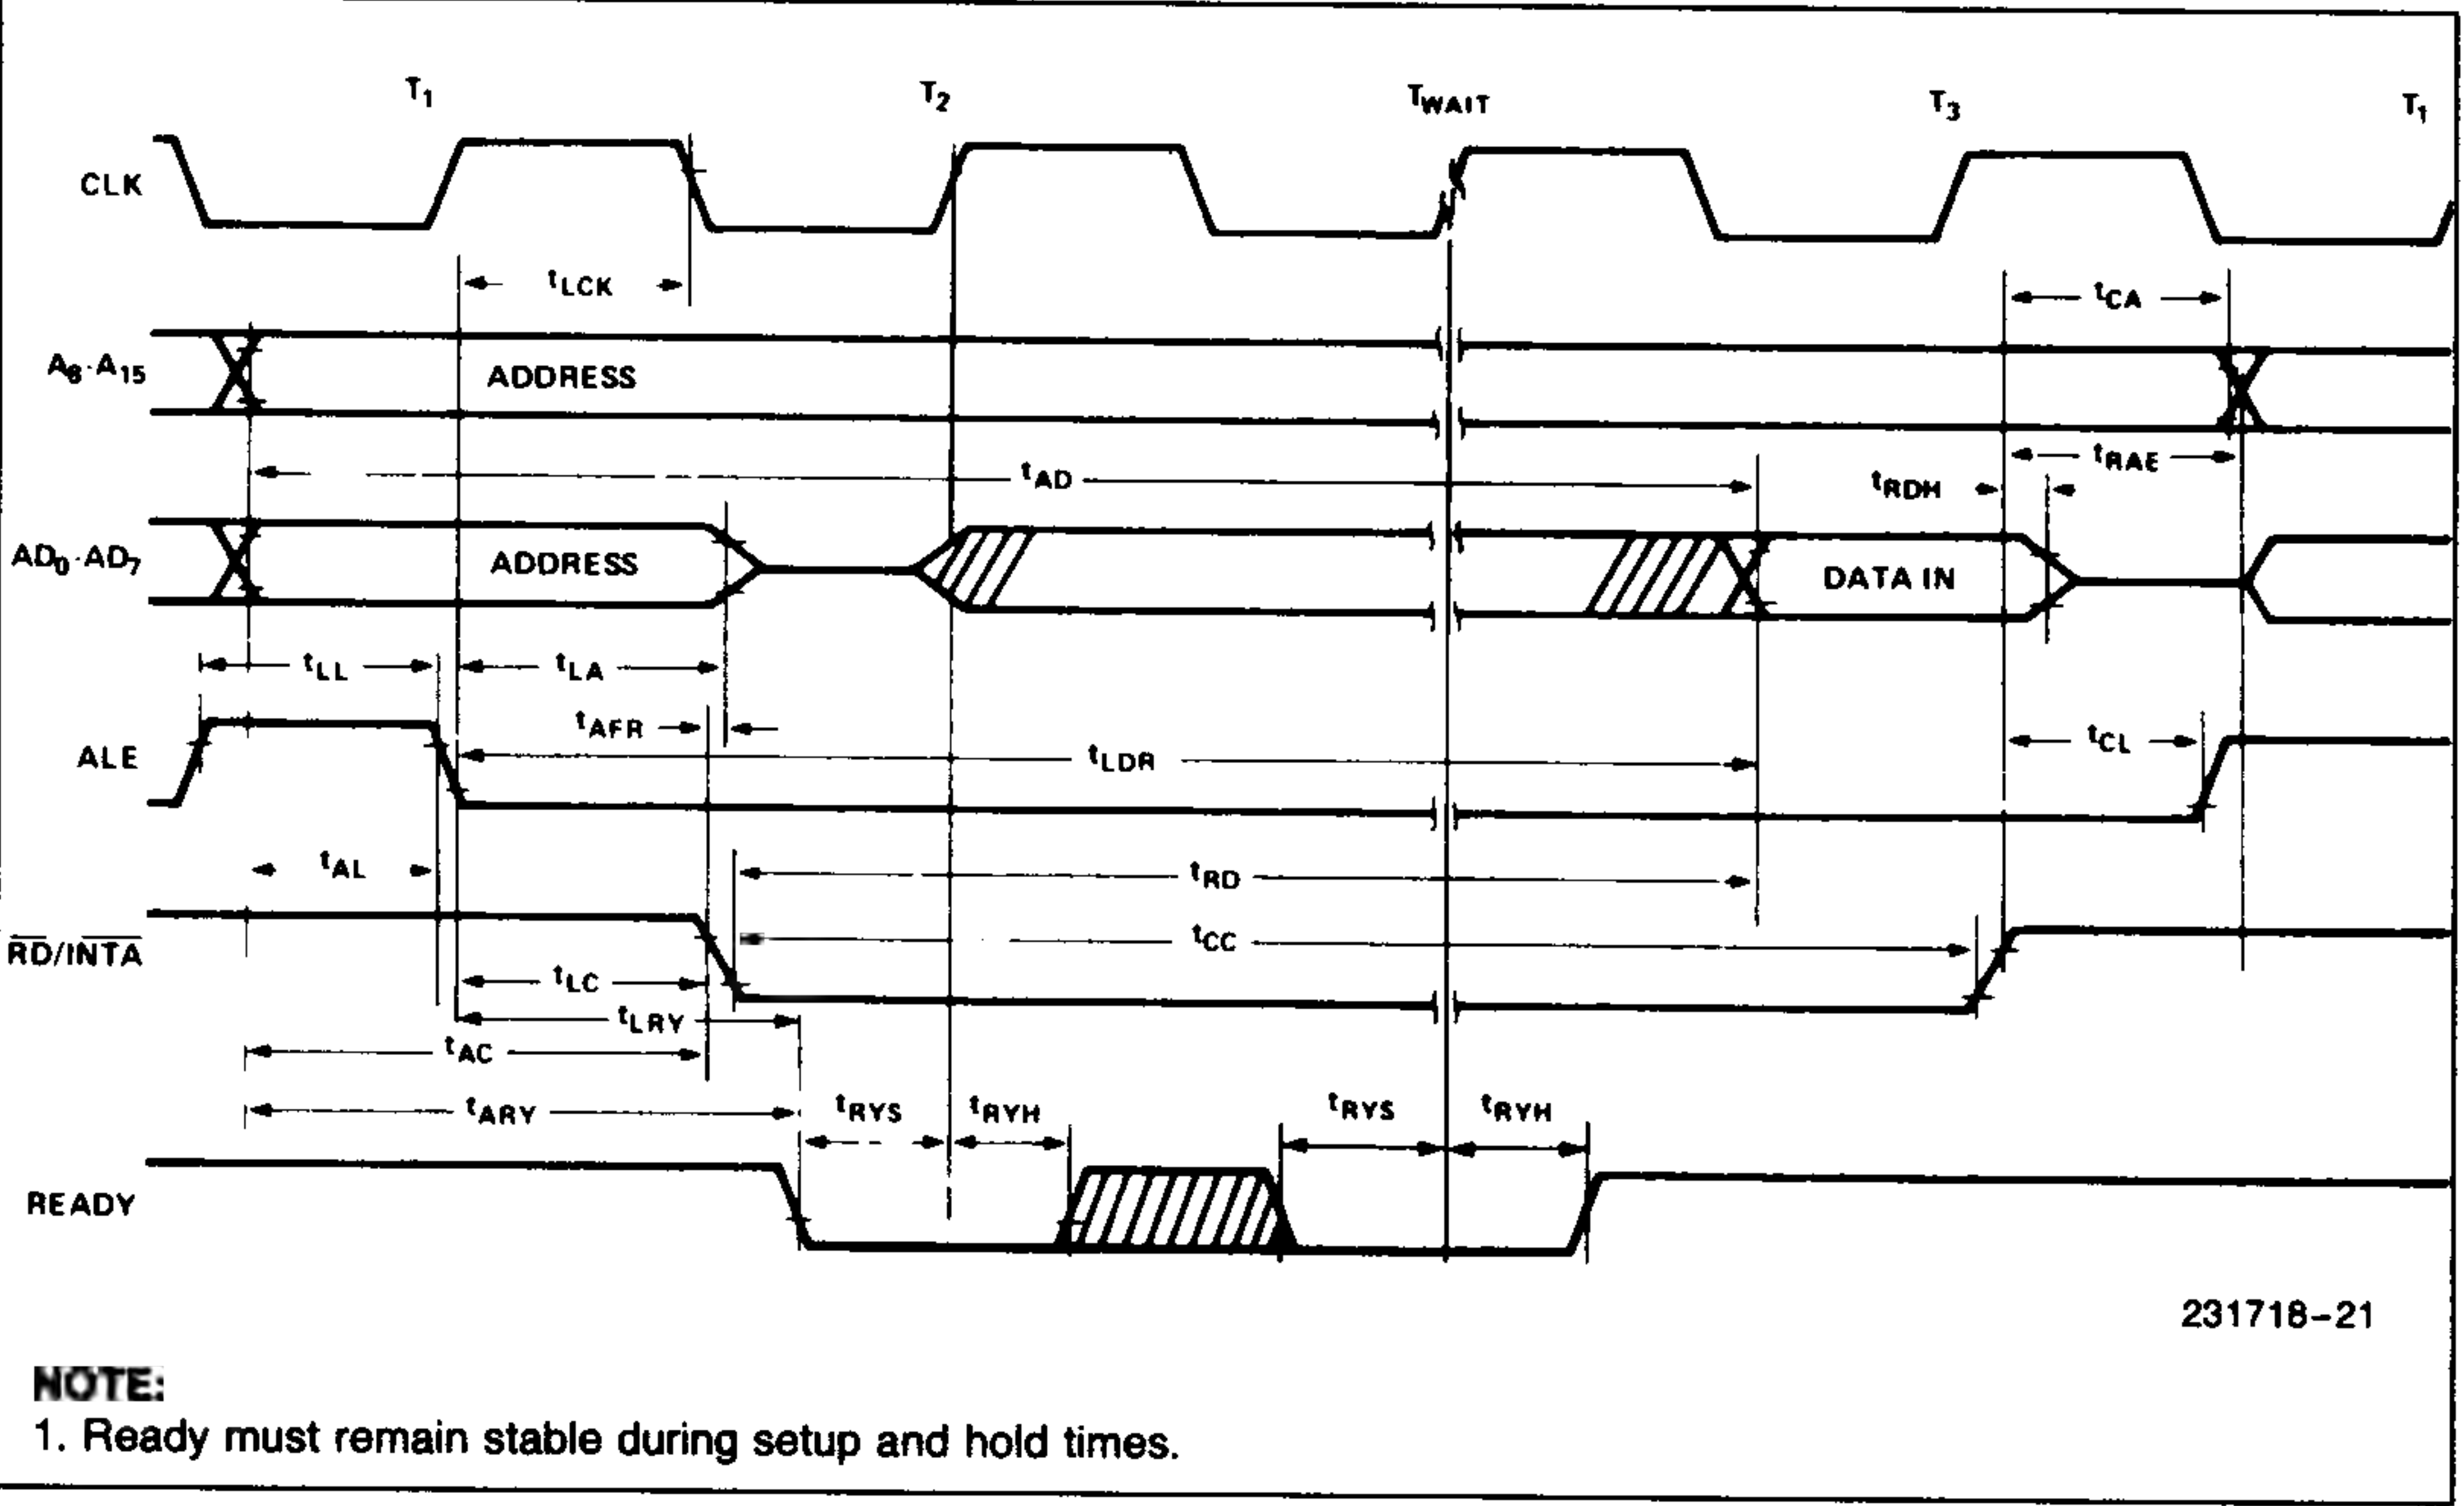 T1 T2 TWAIT T3 T1
CLK
tLCK tCA
A8-A15 ADDRESS
tAD tRDH tRAE
AD0-AD7 ADDRESS DATA IN
tLL tLA
tAFR
ALE tLDR tCL
tAL tRD
RD/INTA tCC
tLC
tLRY
tAC
tARY tRYS tRYH tRYS tRYH
READY
231718-21
NOTE:
1. Ready must remain stable during setup and hold times.